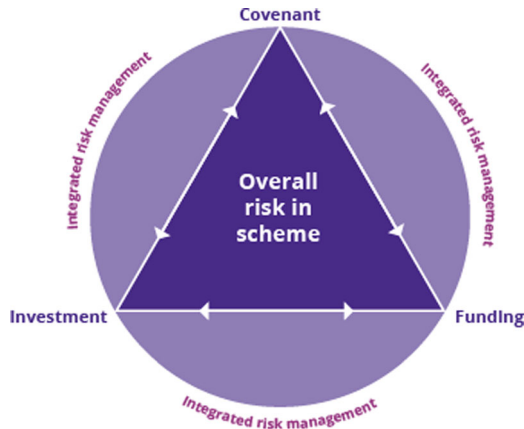 Covenant
Integrated risk management
Integrated risk management
Overall
risk in
scheme
Investment
Funding
Integrated risk management